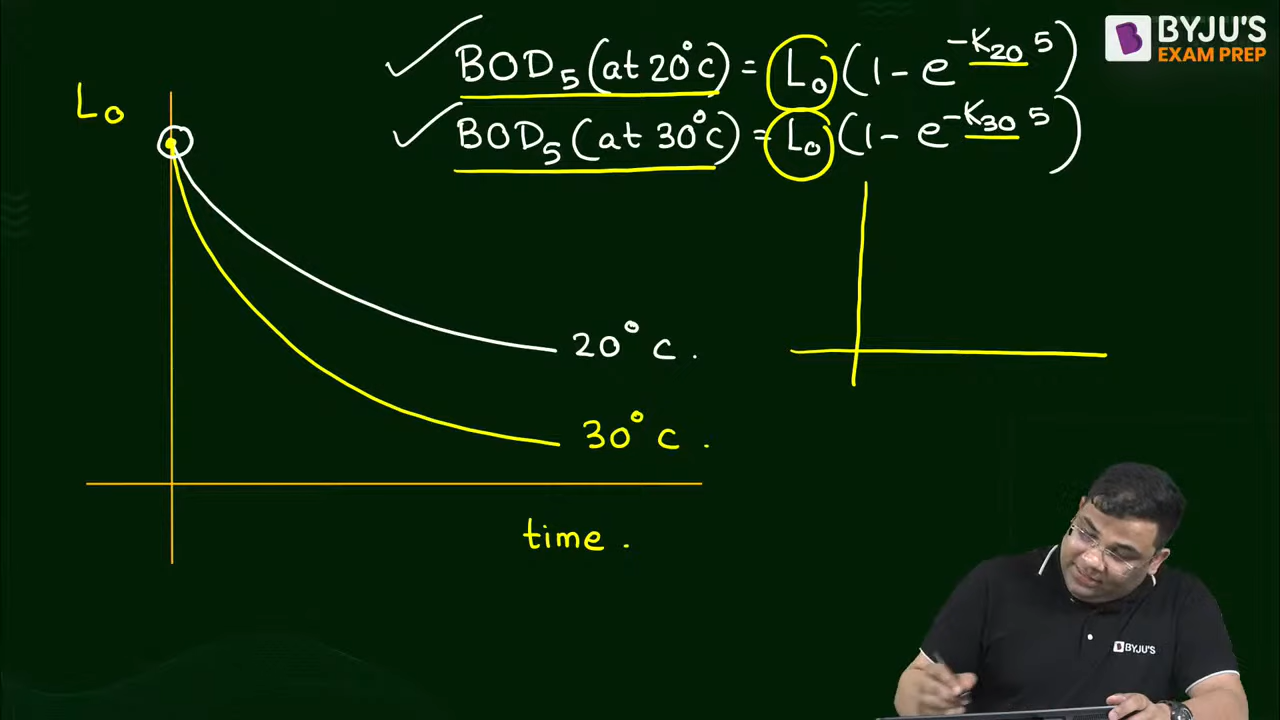 BYJU'S
EXAM PREP
BOD₅ (at 20°c) = L₀ (1 - e^{-K₂₀ 5})
BOD₅ (at 30°c) = L₀ (1 - e^{-K₃₀ 5})
L₀
20°c.
30°c.
time.
BYJU'S